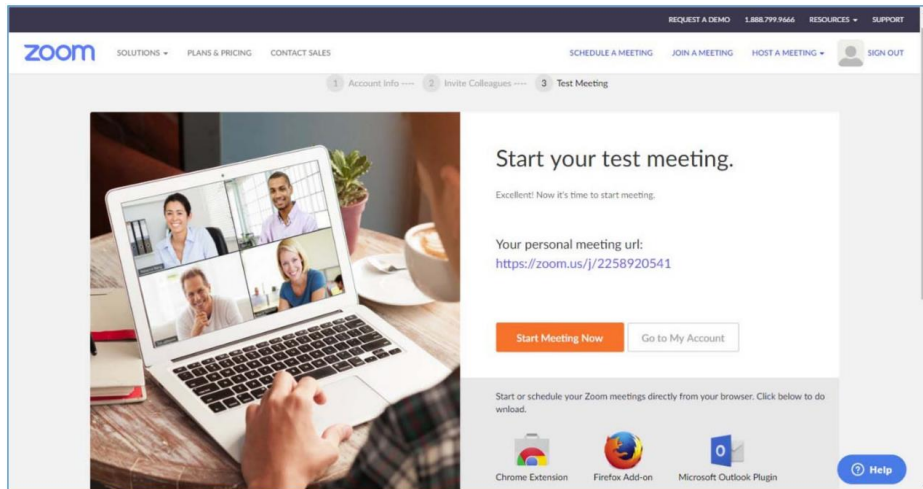 REQUEST A DEMO 1.888.799.9666 RESOURCES SUPPORT
zoom SOLUTIONS PLANS & PRICING CONTACT SALES SCHEDULE A MEETING JOIN A MEETING HOST A MEETING SIGN OUT
1 Account Info ---- 2 Invite Colleagues ---- 3 Test Meeting
Start your test meeting.
Excellent! Now it's time to start meeting.
Your personal meeting url:
https://zoom.us/j/2258920541
Start Meeting Now Go to My Account
Start or schedule your Zoom meetings directly from your browser. Click below to do
wnload.
Chrome Extension Firefox Add-on Microsoft Outlook Plugin
Help